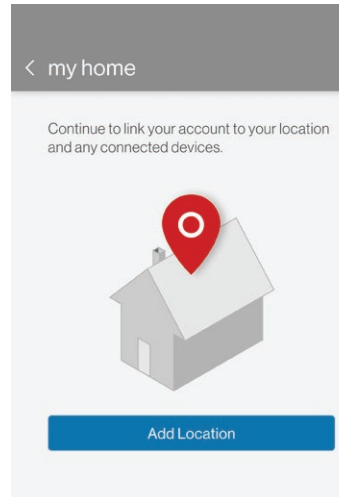 < my home
Continue to link your account to your location
and any connected devices.
Add Location